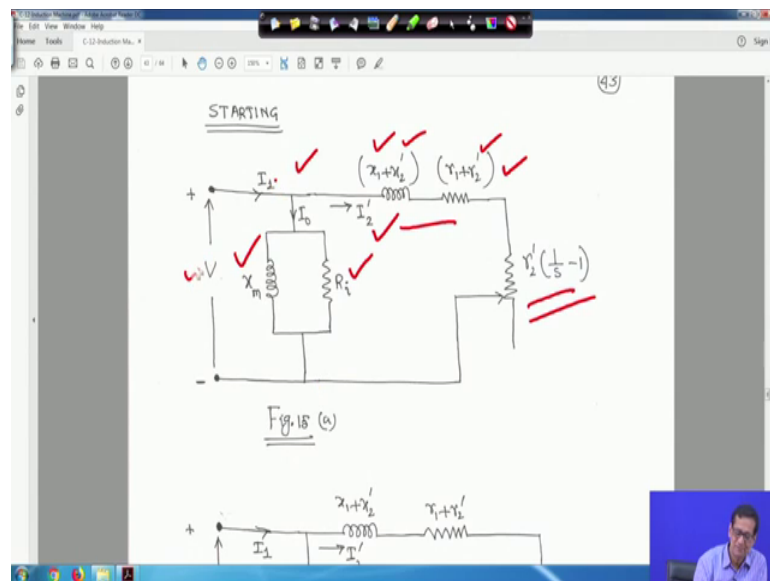 C-12-Induction Machine.pdf - Adobe Acrobat Reader DC
File Edit View Window Help
Home Tools C-12-Induction Ma... × Sign
43
STARTING
(x₁+x₂') (r₁+r₂')
I₁
+ I₀ I₂'
V xₘ Rᵢ r₂'(1/s - 1)
-
Fig.15 (a)
x₁+x₂' r₁+r₂'
+ I₁